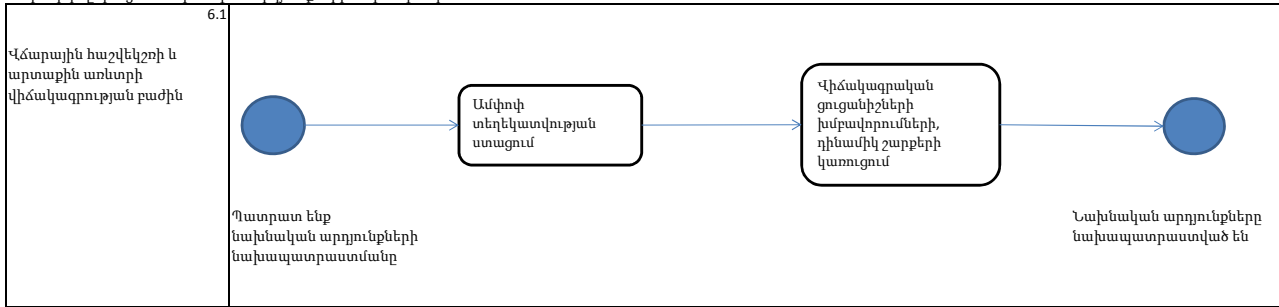 6.1
Վճարային հաշվեկշռի և
արտաքին առևտրի
վիճակագրության բաժին
Ամփոփ
տեղեկատվության
ստացում
Վիճակագրական
ցուցանիշների
խմբավորումների,
դինամիկ շարքերի
կառուցում
Պատրատ ենք
նախնական արդյունքների
նախապատրաստմանը
Նախնական արդյունքները
նախապատրաստված են